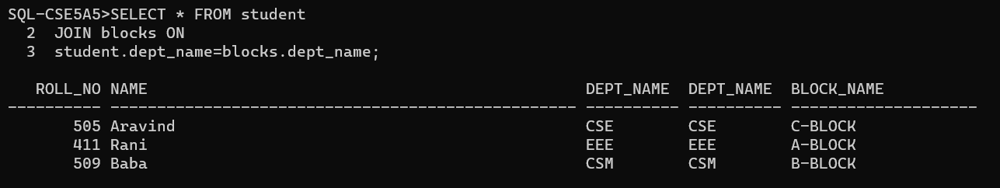 SQL-CSE5A5>SELECT * FROM student
  2  JOIN blocks ON
  3  student.dept_name=blocks.dept_name;

   ROLL_NO NAME                                               DEPT_NAME  DEPT_NAME  BLOCK_NAME
---------- -------------------------------------------------- ---------- ---------- --------------------
       505 Aravind                                            CSE        CSE        C-BLOCK
       411 Rani                                               EEE        EEE        A-BLOCK
       509 Baba                                               CSM        CSM        B-BLOCK